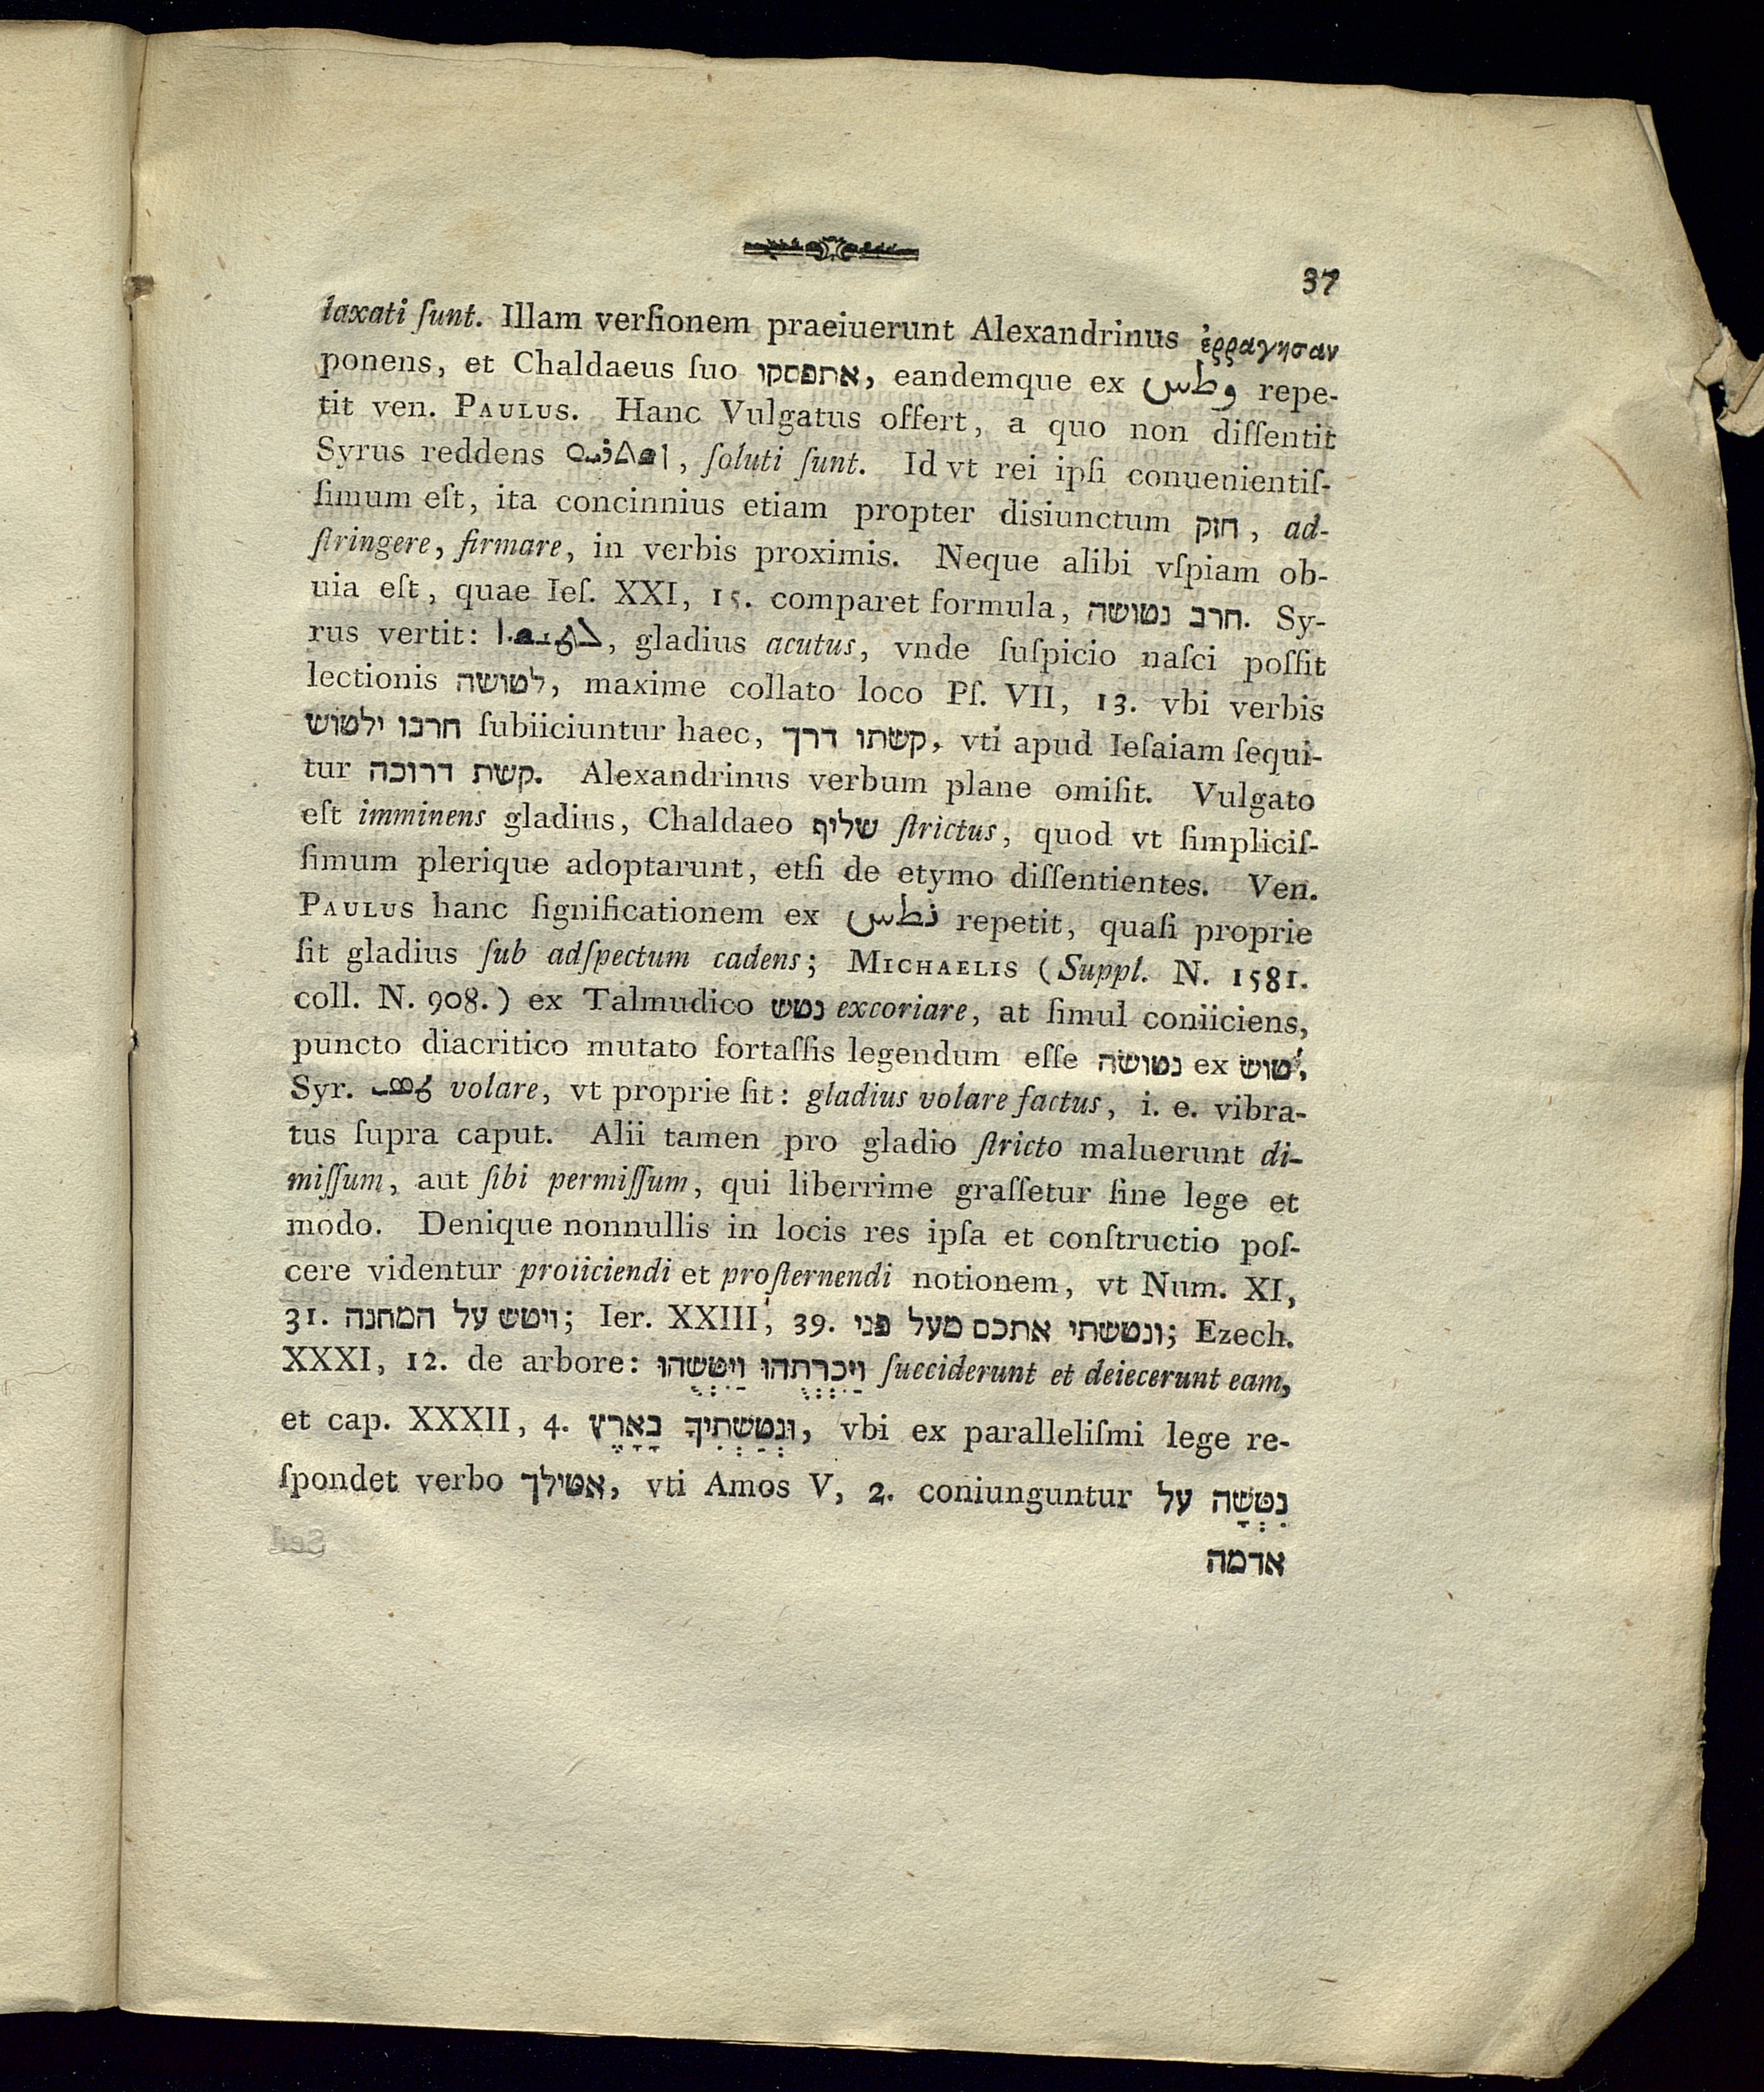 37
laxati ſunt. Illam verſionem praeiuerunt Alexandrinus ἐρραγησαν
ponens, et Chaldaeus ſuo אתפסקו, eandemque ex وطس repe-
tit ven. PAULUS. Hanc Vulgatus offert, a quo non diſſentit
Syrus reddens , ſoluti ſunt. Id vt rei ipſi conuenientiſ-
ſimum eſt, ita concinnius etiam propter disiunctum חזק, ad-
ſtringere, firmare, in verbis proximis. Neque alibi vſpiam ob-
uia eſt, quae Ieſ. XXI, 15. comparet formula, חרב נטושה. Sy-
rus vertit: , gladius acutus, vnde ſuſpicio naſci poſſit
lectionis לטושה, maxime collato loco Pſ. VII, 13. vbi verbis
חרבו ילטוש ſubiiciuntur haec, קשתו דרך, vti apud Ieſaiam ſequi-
tur קשת דרוכה. Alexandrinus verbum plane omiſit. Vulgato
eſt imminens gladius, Chaldaeo שליף ſtrictus, quod vt ſimpliciſ-
ſimum plerique adoptarunt, etſi de etymo diſſentientes. Ven.
PAULUS hanc ſignificationem ex نطس repetit, quaſi proprie
ſit gladius ſub adſpectum cadens; MICHAELIS (Suppl. N. 1581.
coll. N. 908.) ex Talmudico נטש excoriare, at ſimul coniiciens,
puncto diacritico mutato fortaſſis legendum eſſe נטושׂה ex טושׂ,
Syr. ܛܘܣ volare, vt proprie ſit: gladius volare factus, i. e. vibra-
tus ſupra caput. Alii tamen pro gladio ſtricto maluerunt di-
miſſum, aut ſibi permiſſum, qui liberrime graſſetur ſine lege et
modo. Denique nonnullis in locis res ipſa et conſtructio poſ-
cere videntur proiiciendi et proſternendi notionem, vt Num. XI,
31. ויטש על המחנה; Ier. XXIII, 39. ונטשתי אתכם מעל פני; Ezech.
XXXI, 12. de arbore: וַיִּכְרְתֻהוּ וַיִּטְּשֻׁהוּ ſucciderunt et deiecerunt eam,
et cap. XXXII, 4. וּנְטַשְׁתִּיךָ בָאָרֶץ, vbi ex paralleliſmi lege re-
ſpondet verbo אטילך, vti Amos V, 2. coniunguntur נִטְּשָׁה על
אדמה